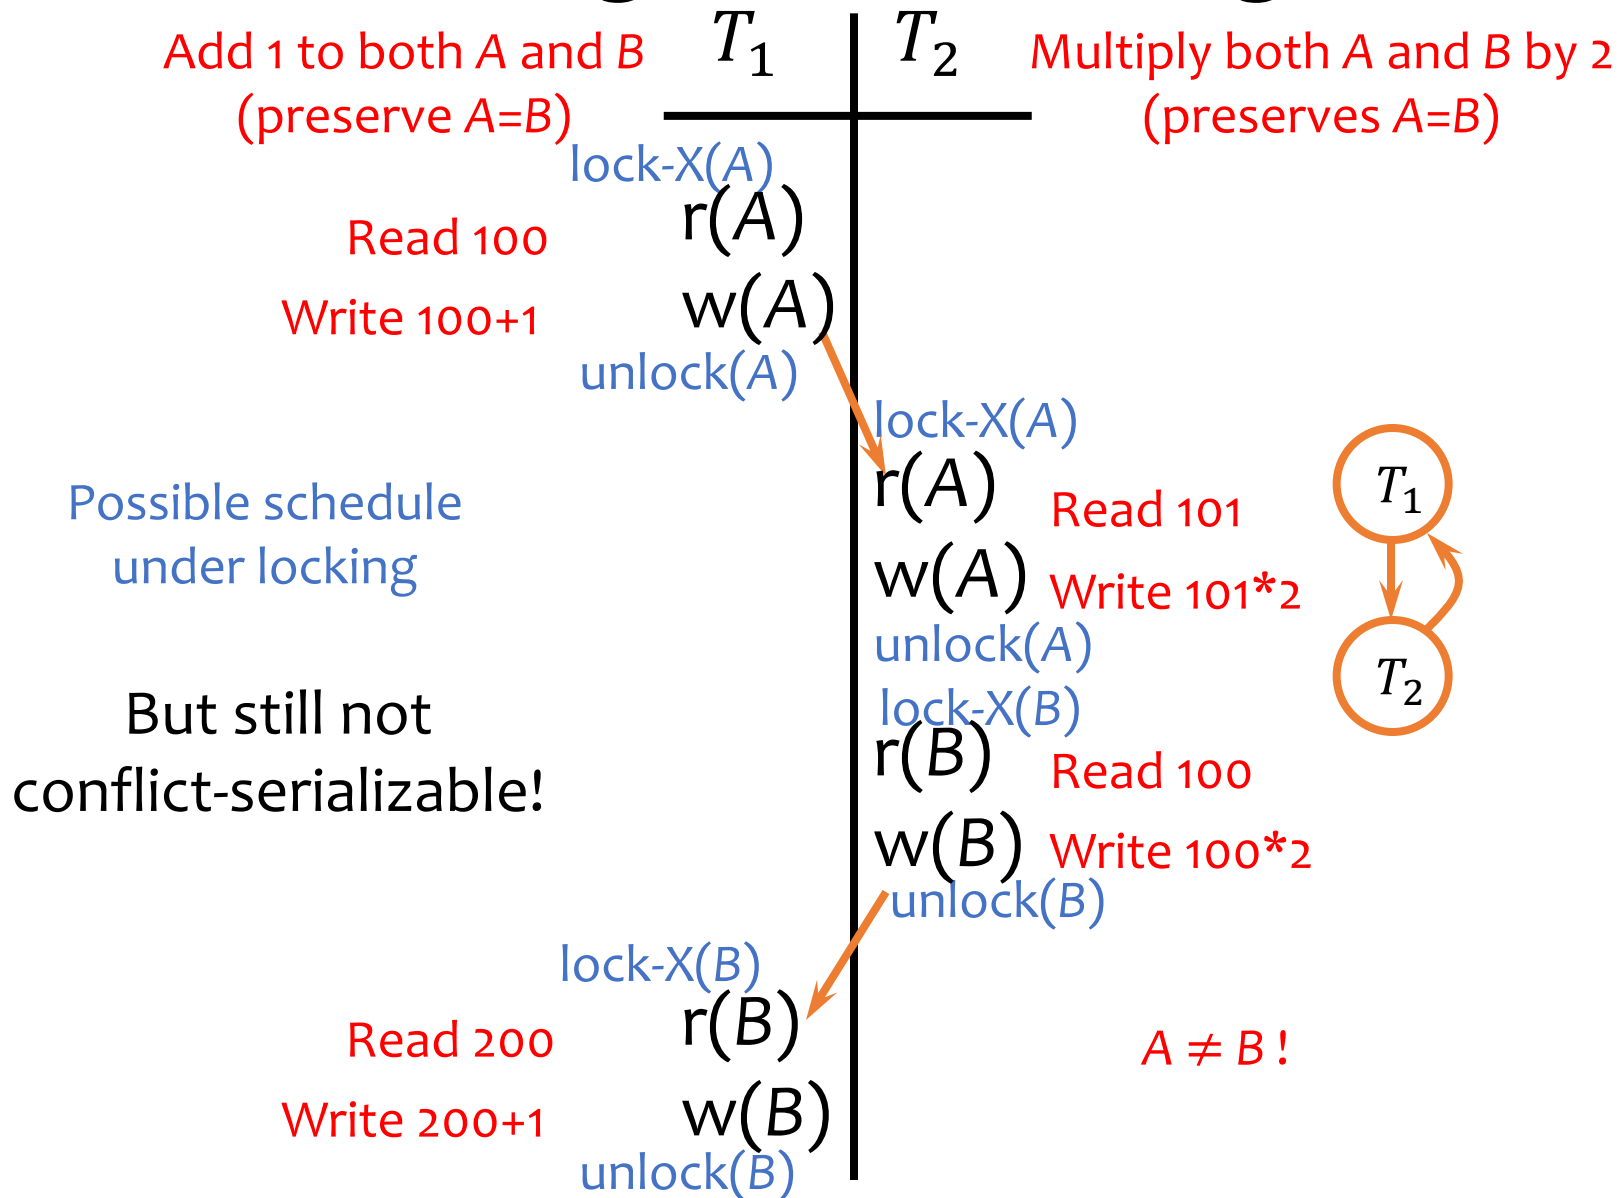 Add 1 to both A and B
(preserve A=B)
T₁
T₂
Multiply both A and B by 2
(preserves A=B)
lock-X(A)
r(A)
Read 100
w(A)
Write 100+1
unlock(A)
lock-X(A)
r(A)
Read 101
w(A)
Write 101*2
unlock(A)
Possible schedule
under locking
T₁
T₂
But still not
conflict-serializable!
lock-X(B)
r(B)
Read 100
w(B)
Write 100*2
unlock(B)
lock-X(B)
r(B)
Read 200
w(B)
Write 200+1
unlock(B)
A ≠ B !